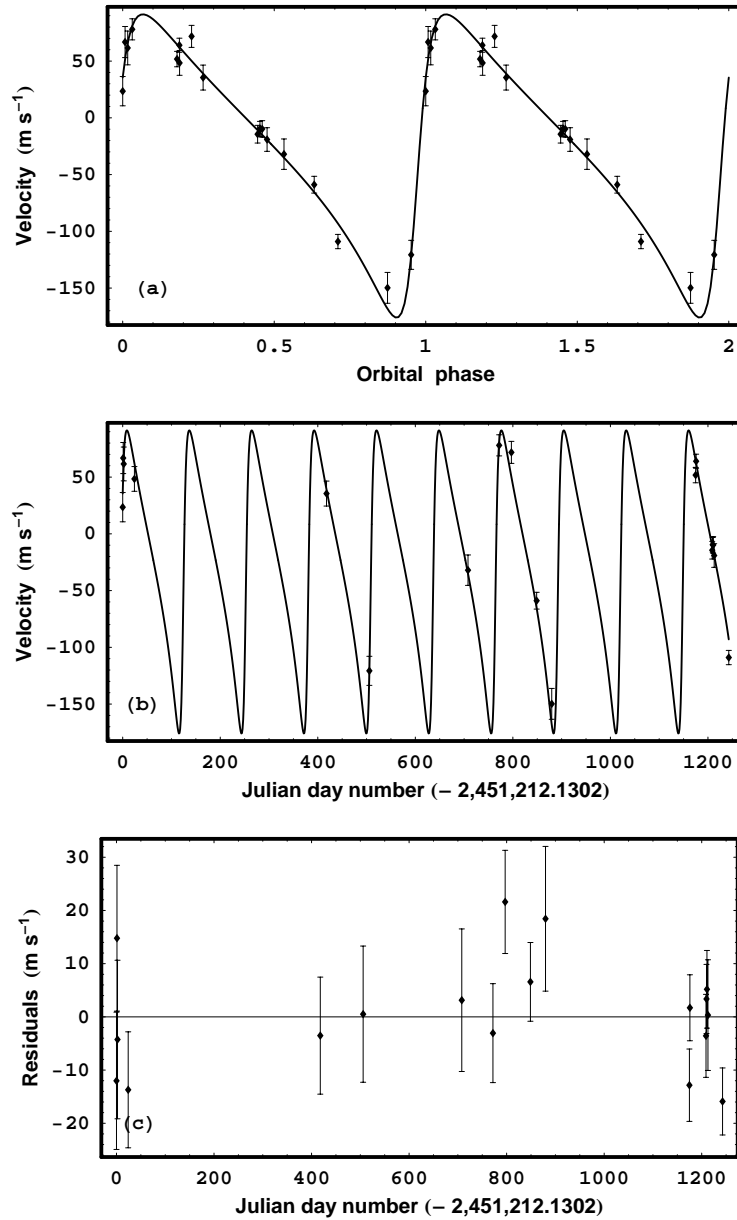 50
0
-50
-100
-150
Velocity (m s⁻¹)
(a)
0 0.5 1 1.5 2
Orbital phase
50
0
-50
-100
-150
Velocity (m s⁻¹)
(b)
0 200 400 600 800 1000 1200
Julian day number (− 2,451,212.1302)
30
20
10
0
-10
-20
Residuals (m s⁻¹)
(c)
0 200 400 600 800 1000 1200
Julian day number (− 2,451,212.1302)